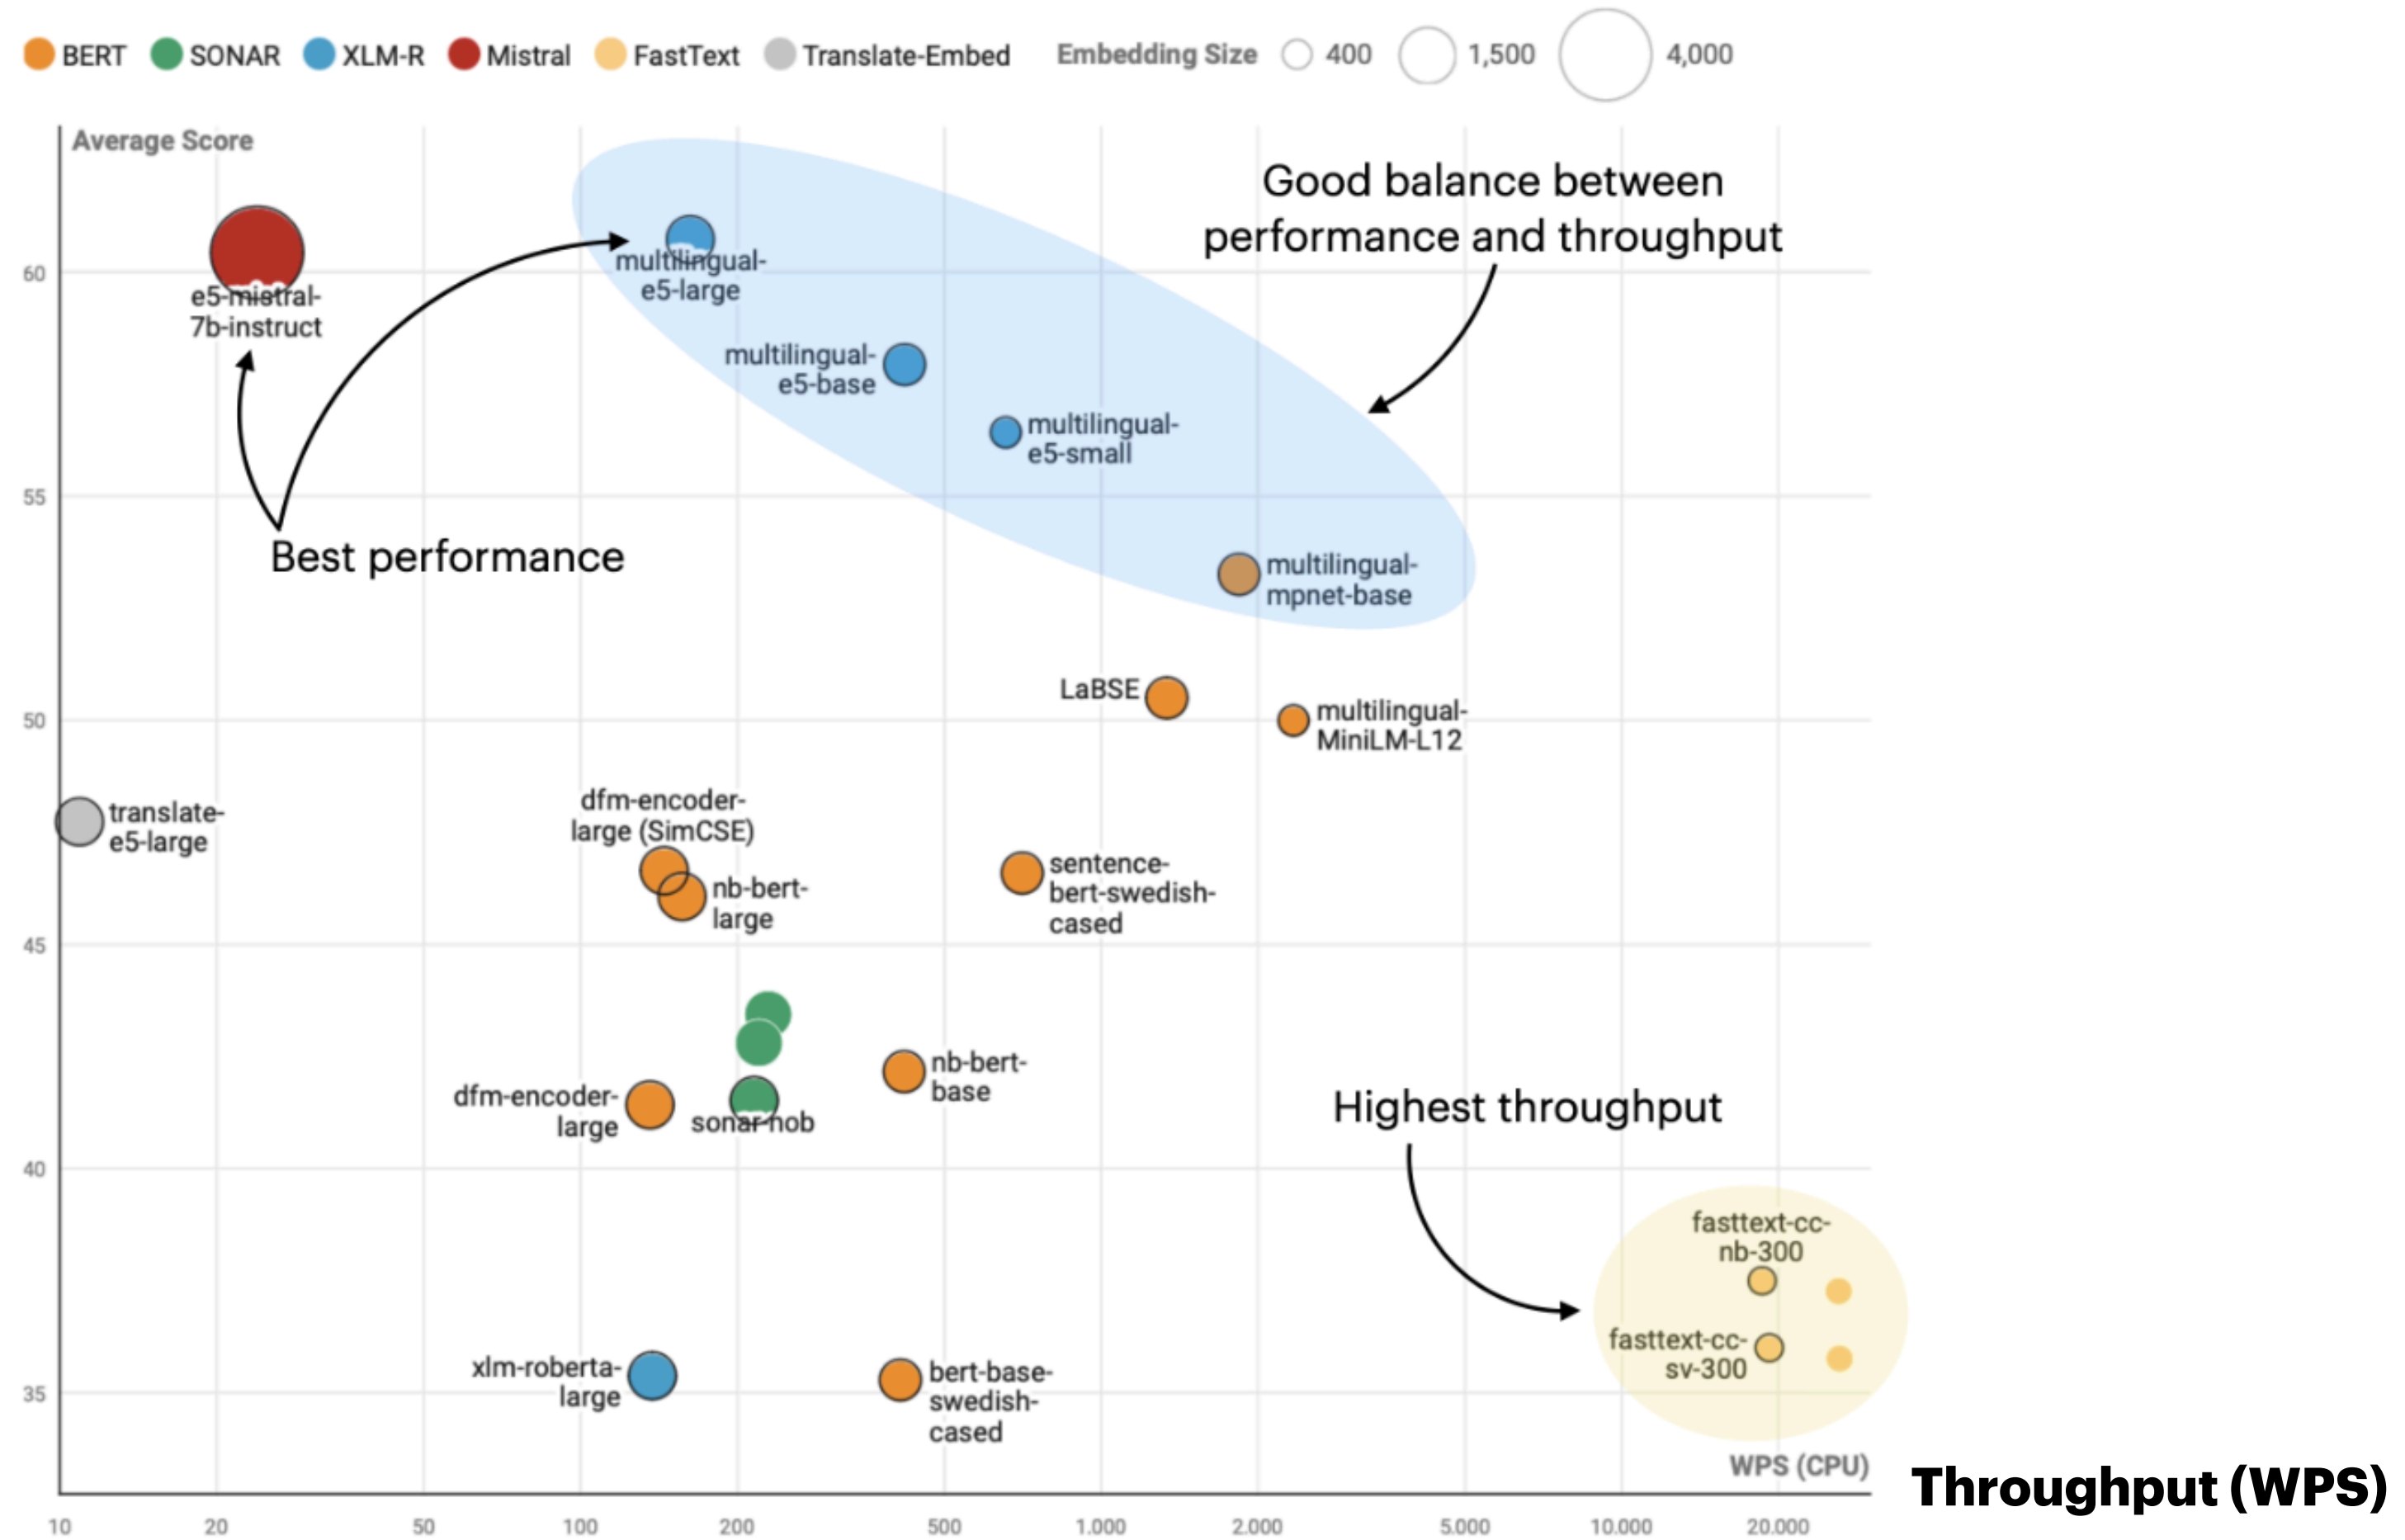 BERT SONAR XLM-R Mistral FastText Translate-Embed Embedding Size 400 1,500 4,000
Average Score
Good balance between
performance and throughput
60
e5-mistral-
7b-instruct
multilingual-
e5-large
multilingual-
e5-base
multilingual-
e5-small
55
Best performance
multilingual-
mpnet-base
50
LaBSE
multilingual-
MiniLM-L12
translate-
e5-large
dfm-encoder-
large (SimCSE)
nb-bert-
large
sentence-
bert-swedish-
cased
45
nb-bert-
base
dfm-encoder-
large
sonar-nob
Highest throughput
40
fasttext-cc-
nb-300
fasttext-cc-
sv-300
xlm-roberta-
large
bert-base-
swedish-
cased
35
WPS (CPU)
Throughput (WPS)
10 20 50 100 200 500 1.000 2.000 5.000 10.000 20.000